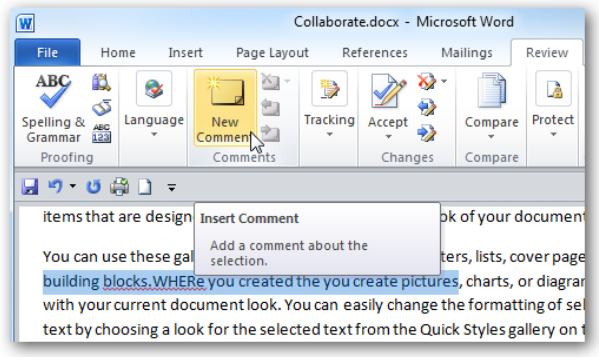 Collaborate.docx - Microsoft Word
File Home Insert Page Layout References Mailings Review
ABC
Spelling & Grammar
ABC 123
Language
New Comment
Tracking
Accept
Compare
Protect
Proofing Comments Changes Compare
items that are design
ok of your document
Insert Comment
Add a comment about the
selection.
You can use these gal
ters, lists, cover page
building blocks.WHERe you created the you create pictures, charts, or diagra
with your current document look. You can easily change the formatting of sel
text by choosing a look for the selected text from the Quick Styles gallery on t